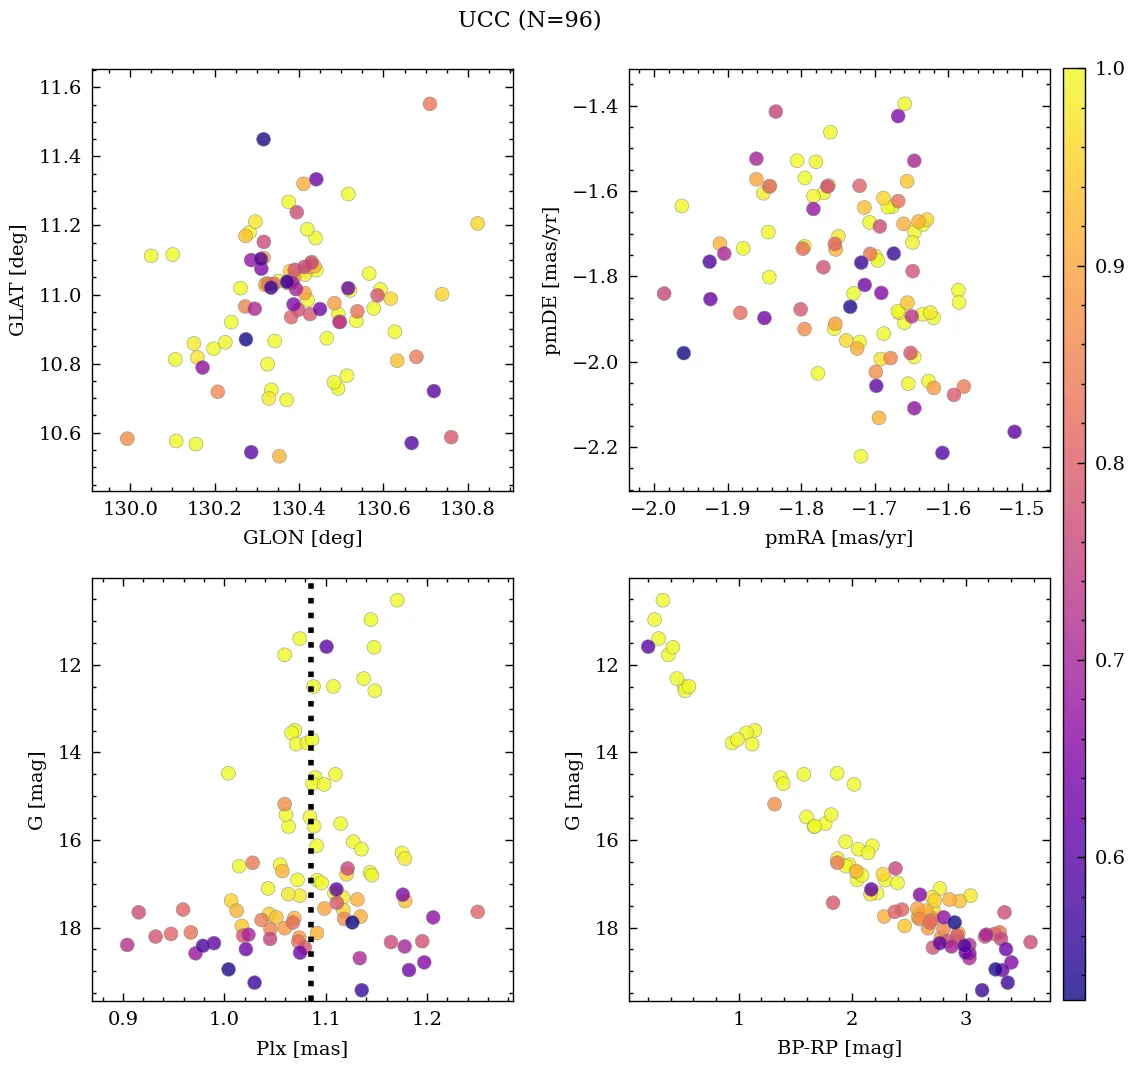 UCC (N=96)
11.6
11.4
11.2
11.0
10.8
10.6
GLAT [deg]
130.0 130.2 130.4 130.6 130.8
GLON [deg]
−1.4
−1.6
−1.8
−2.0
−2.2
pmDE [mas/yr]
−2.0 −1.9 −1.8 −1.7 −1.6 −1.5
pmRA [mas/yr]
1.0
0.9
0.8
0.7
0.6
12
14
16
18
G [mag]
0.9 1.0 1.1 1.2
Plx [mas]
12
14
16
18
G [mag]
1 2 3
BP-RP [mag]